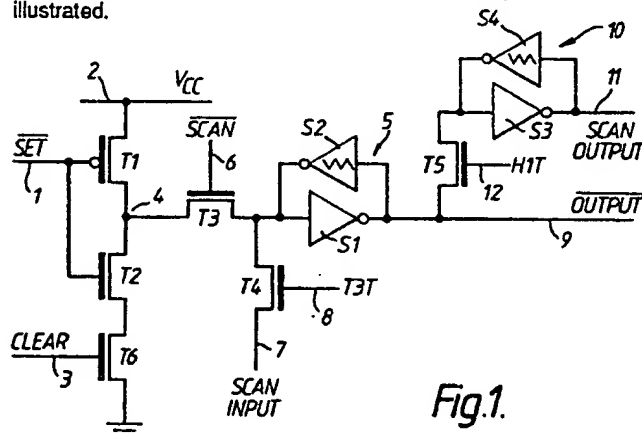 illustrated.
2
VCC
SET
1
T1
4
SCAN
6
T3
S2
5
S1
S4
10
S3
11
SCAN
OUTPUT
T5
H1T
12
OUTPUT
9
T2
T4
T3T
8
7
SCAN
INPUT
CLEAR
3
T6
Fig.1.